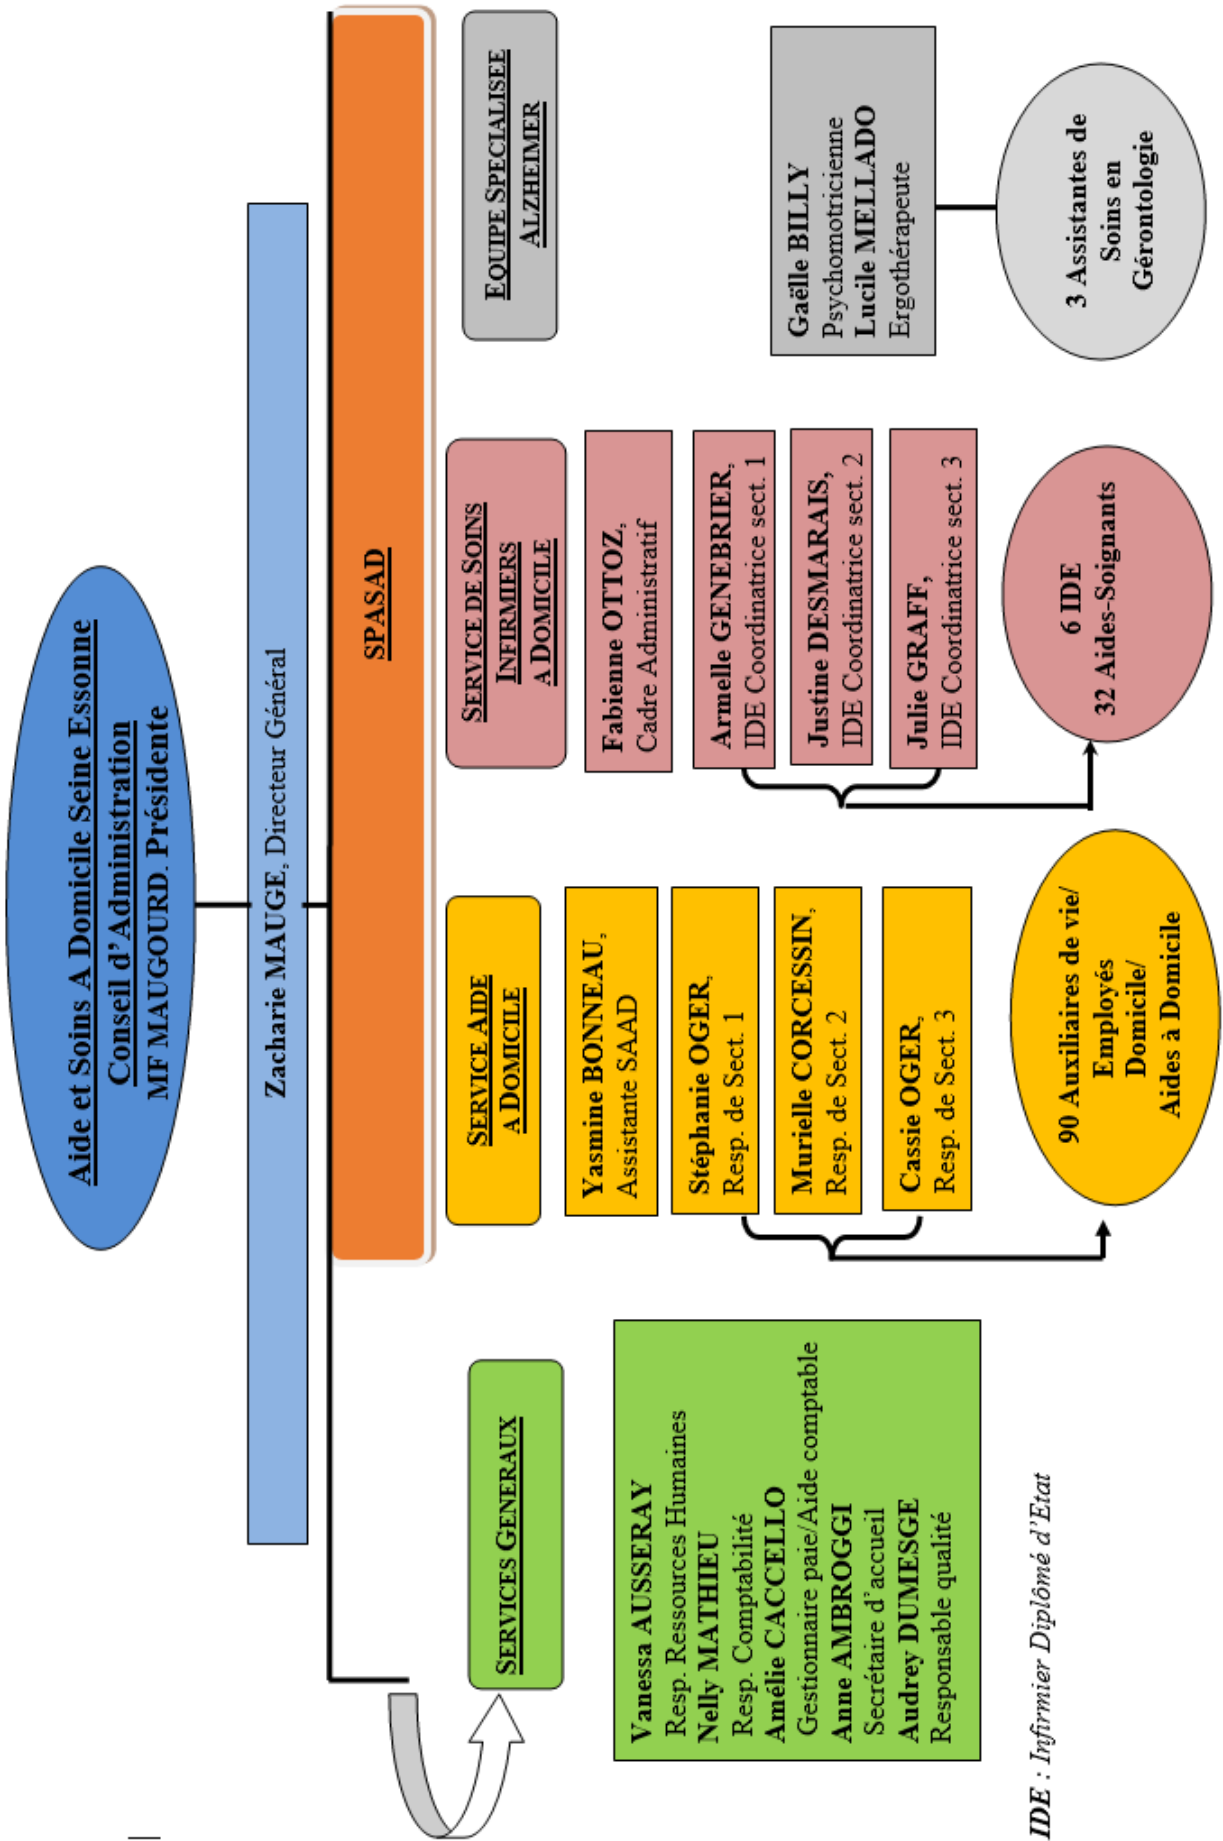 Aide et Soins A Domicile Seine Essonne
Conseil d'Administration
MF MAUGOURD. Présidente
Zacharie MAUGE, Directeur Général
SPASAD
SERVICES GENERAUX
Vanessa AUSSERAY
Resp. Ressources Humaines
Nelly MATHIEU
Resp. Comptabilité
Amélie CACCELLO
Gestionnaire paie/Aide comptable
Anne AMBROGGI
Secrétaire d'accueil
Audrey DUMESGE
Responsable qualité
SERVICE AIDE
A DOMICILE
Yasmine BONNEAU,
Assistante SAAD
Stéphanie OGER,
Resp. de Sect. 1
Murielle CORCESSIN,
Resp. de Sect. 2
Cassie OGER,
Resp. de Sect. 3
90 Auxiliaires de vie/
Employés
Domicile/
Aides à Domicile
SERVICE DE SOINS
INFIRMIERS
A DOMICILE
Fabienne OTTOZ,
Cadre Administratif
Armelle GENEBRIER,
IDE Coordinatrice sect. 1
Justine DESMARAIS,
IDE Coordinatrice sect. 2
Julie GRAFF,
IDE Coordinatrice sect. 3
6 IDE
32 Aides-Soignants
EQUIPE SPECIALISEE
ALZHEIMER
Gaëlle BILLY
Psychomotricienne
Lucile MELLADO
Ergothérapeute
3 Assistantes de
Soins en
Gérontologie
IDE : Infirmier Diplômé d'Etat